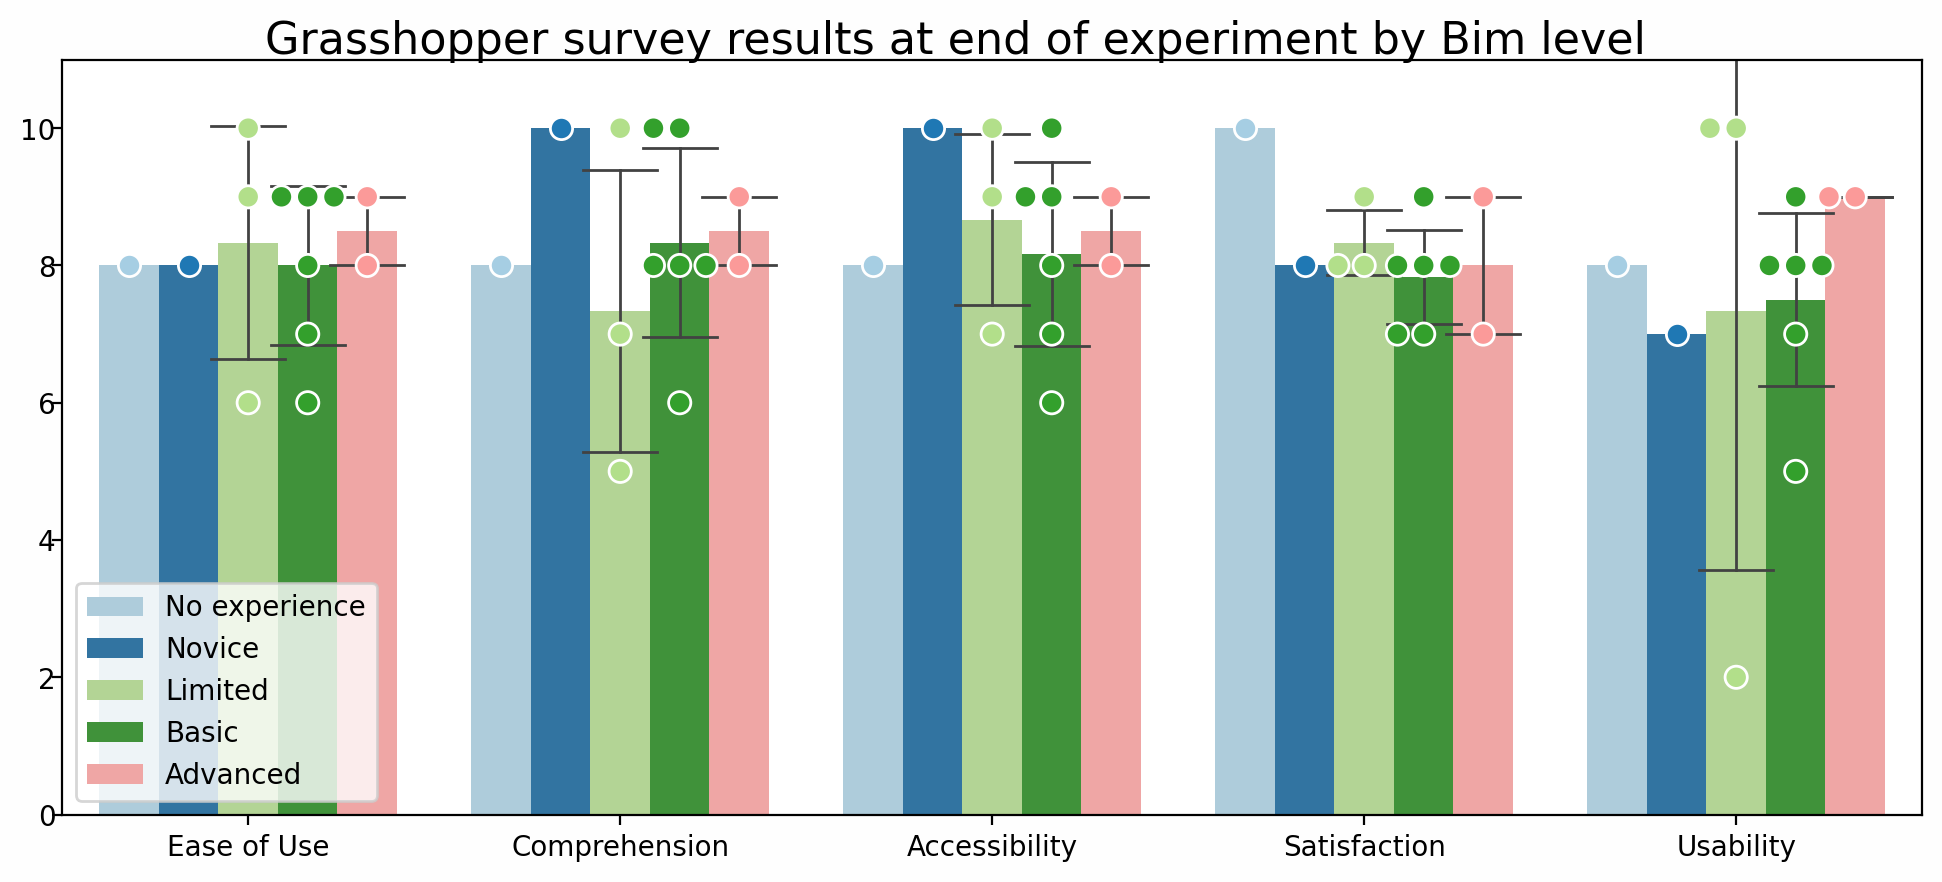 Grasshopper survey results at end of experiment by Bim level
10
8
6
4
2
0
No experience
Novice
Limited
Basic
Advanced
Ease of Use
Comprehension
Accessibility
Satisfaction
Usability